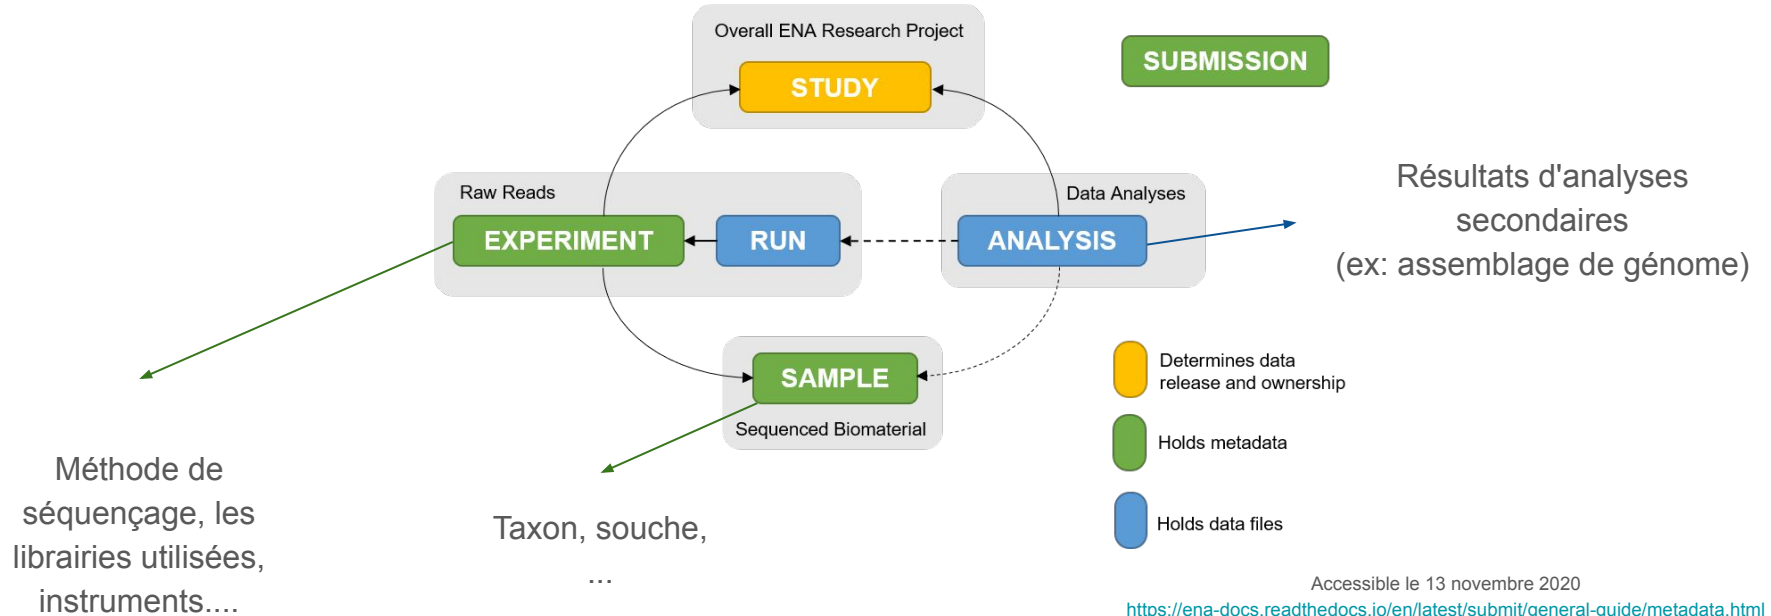 Overall ENA Research Project
STUDY
SUBMISSION
Raw Reads
EXPERIMENT
RUN
Data Analyses
ANALYSIS
Résultats d'analyses
secondaires
(ex: assemblage de génome)
SAMPLE
Sequenced Biomaterial
Determines data
release and ownership
Holds metadata
Holds data files
Méthode de
séquençage, les
librairies utilisées,
instruments....
Taxon, souche,
...
Accessible le 13 novembre 2020
https://ena-docs.readthedocs.io/en/latest/submit/general-guide/metadata.html